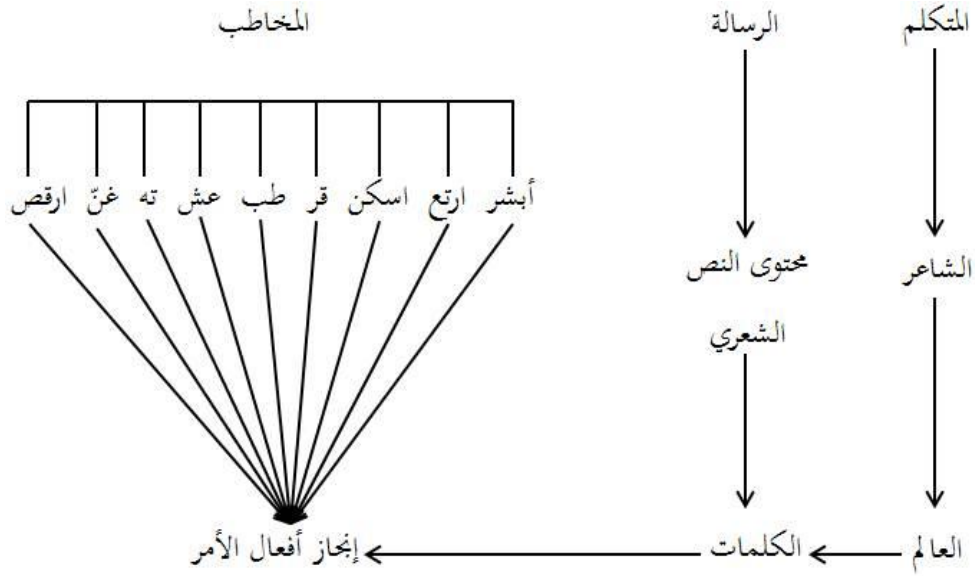 المتكلم
الرسالة
المخاطب
أبشر ارتع اسكن قر طب عش ته غنّ ارقص
الشاعر
محتوى النص
الشعري
العالم
الكلمات
إنجاز أفعال الأمر